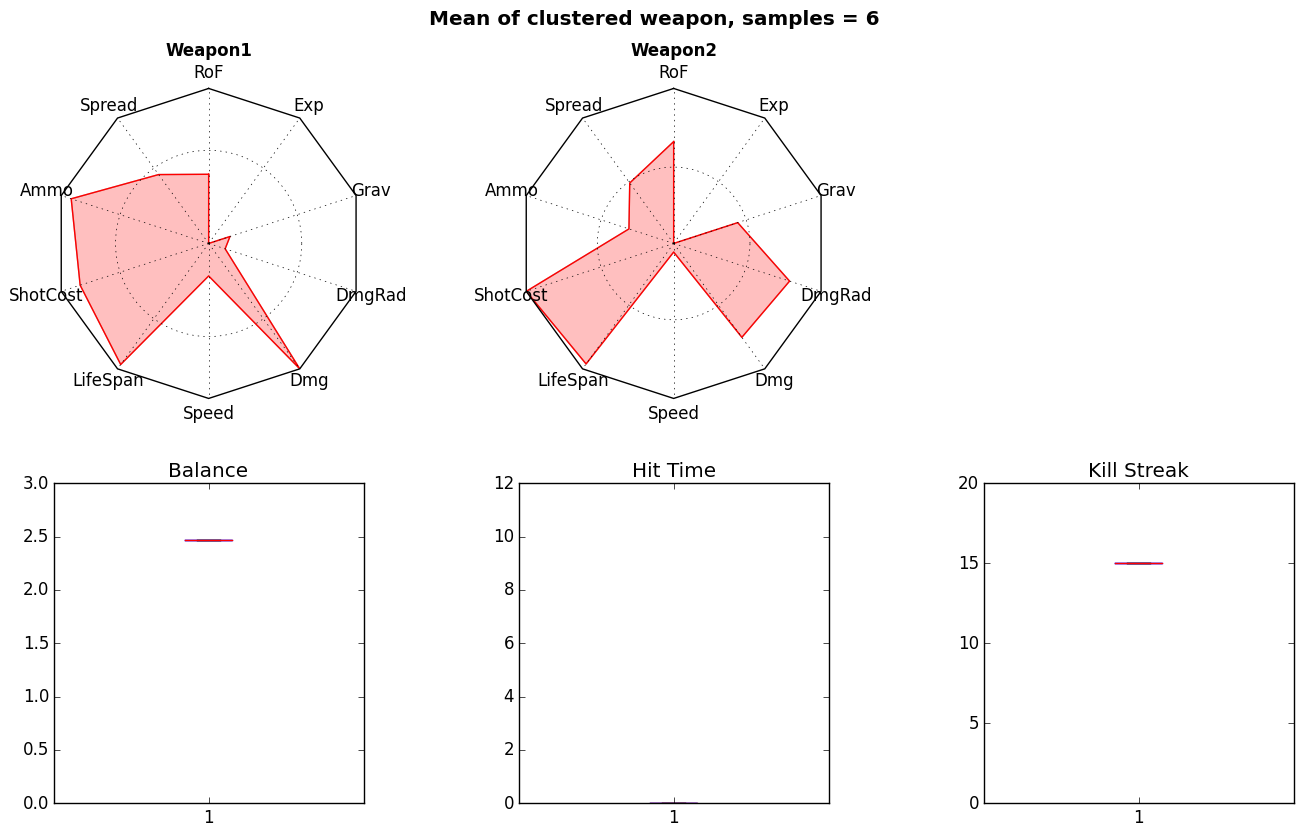 Mean of clustered weapon, samples = 6
Weapon1
RoF
Spread
Exp
Ammo
Grav
ShotCost
DmgRad
LifeSpan
Dmg
Speed
Weapon2
RoF
Spread
Exp
Ammo
Grav
ShotCost
DmgRad
LifeSpan
Dmg
Speed
Balance
3.0
2.5
2.0
1.5
1.0
0.5
0.0
1
Hit Time
12
10
8
6
4
2
0
1
Kill Streak
20
15
10
5
0
1